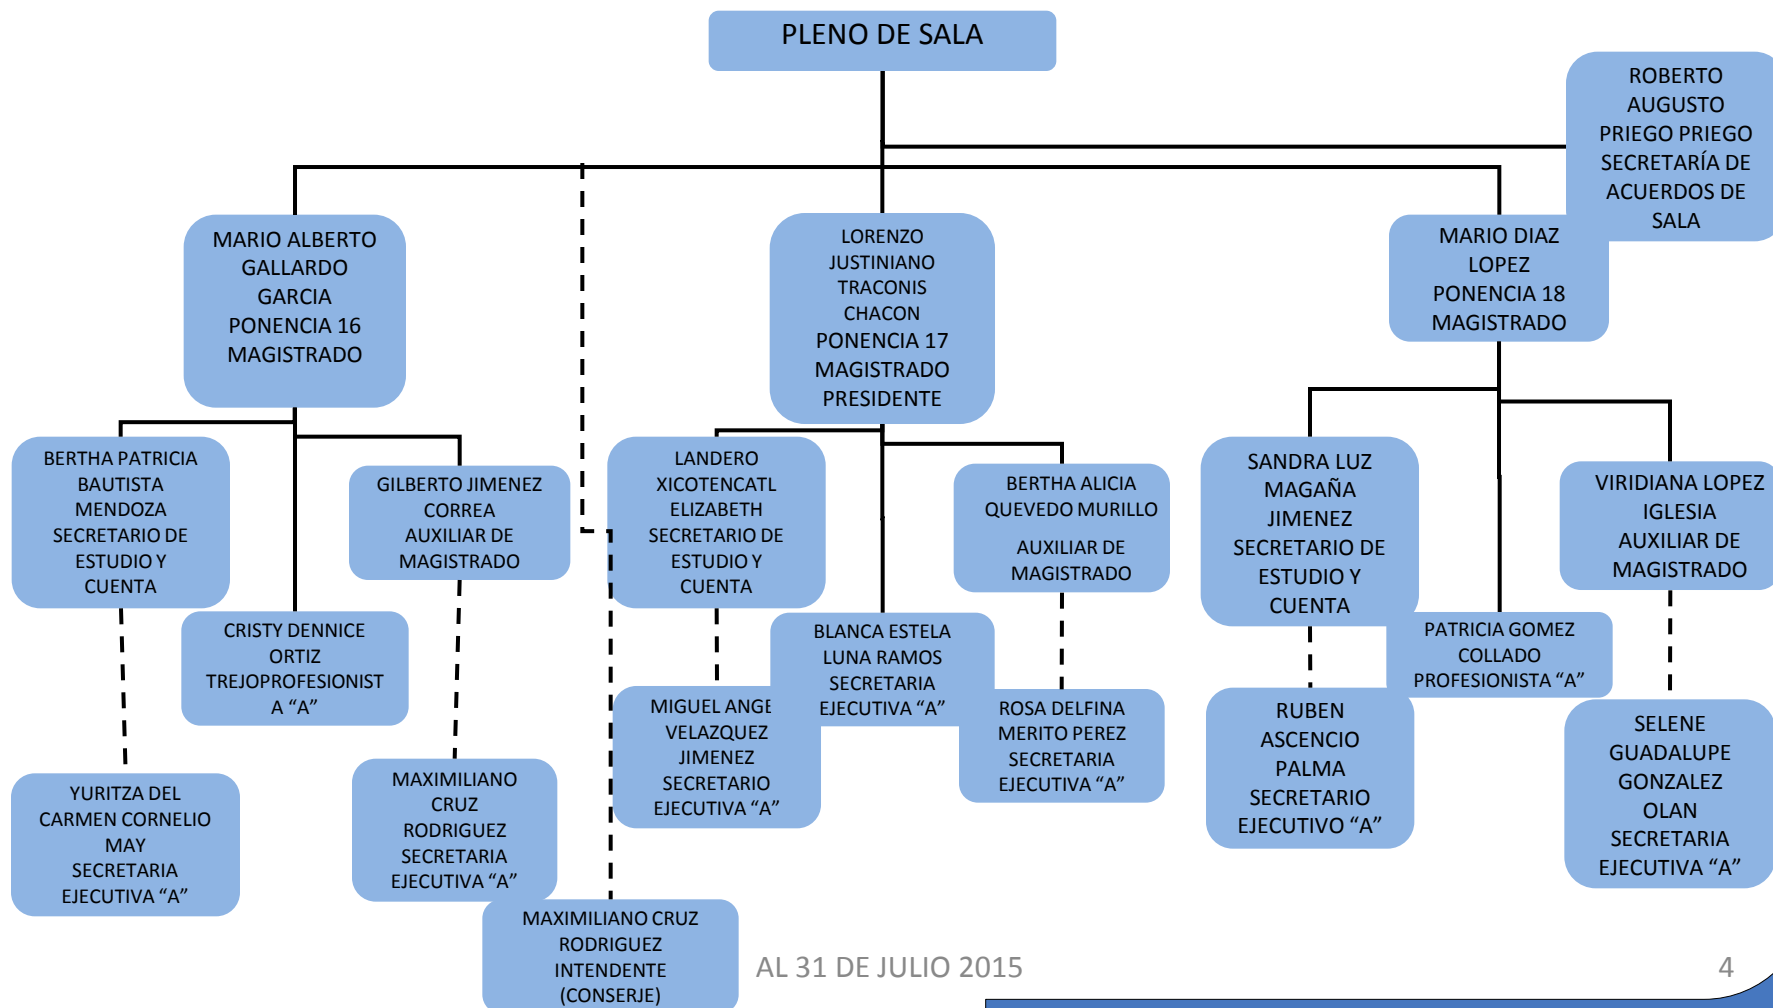 PLENO DE SALA
ROBERTO
AUGUSTO
PRIEGO PRIEGO
SECRETARÍA DE
ACUERDOS DE
SALA
MARIO ALBERTO
GALLARDO
GARCIA
PONENCIA 16
MAGISTRADO
LORENZO
JUSTINIANO
TRACONIS
CHACON
PONENCIA 17
MAGISTRADO
PRESIDENTE
MARIO DIAZ
LOPEZ
PONENCIA 18
MAGISTRADO
BERTHA PATRICIA
BAUTISTA
MENDOZA
SECRETARIO DE
ESTUDIO Y
CUENTA
GILBERTO JIMENEZ
CORREA
AUXILIAR DE
MAGISTRADO
LANDERO
XICOTENCATL
ELIZABETH
SECRETARIO DE
ESTUDIO Y
CUENTA
BERTHA ALICIA
QUEVEDO MURILLO
AUXILIAR DE
MAGISTRADO
SANDRA LUZ
MAGAÑA
JIMENEZ
SECRETARIO DE
ESTUDIO Y
CUENTA
VIRIDIANA LOPEZ
IGLESIA
AUXILIAR DE
MAGISTRADO
CRISTY DENNICE
ORTIZ
TREJOPROFESIONIST
A “A”
BLANCA ESTELA
LUNA RAMOS
SECRETARIA
EJECUTIVA “A”
PATRICIA GOMEZ
COLLADO
PROFESIONISTA “A”
YURITZA DEL
CARMEN CORNELIO
MAY
SECRETARIA
EJECUTIVA “A”
MAXIMILIANO
CRUZ
RODRIGUEZ
SECRETARIA
EJECUTIVA “A”
MIGUEL ANGE
VELAZQUEZ
JIMENEZ
SECRETARIO
EJECUTIVA “A”
ROSA DELFINA
MERITO PEREZ
SECRETARIA
EJECUTIVA “A”
RUBEN
ASCENCIO
PALMA
SECRETARIO
EJECUTIVO “A”
SELENE
GUADALUPE
GONZALEZ
OLAN
SECRETARIA
EJECUTIVA “A”
MAXIMILIANO CRUZ
RODRIGUEZ
INTENDENTE
(CONSERJE)
AL 31 DE JULIO 2015
4